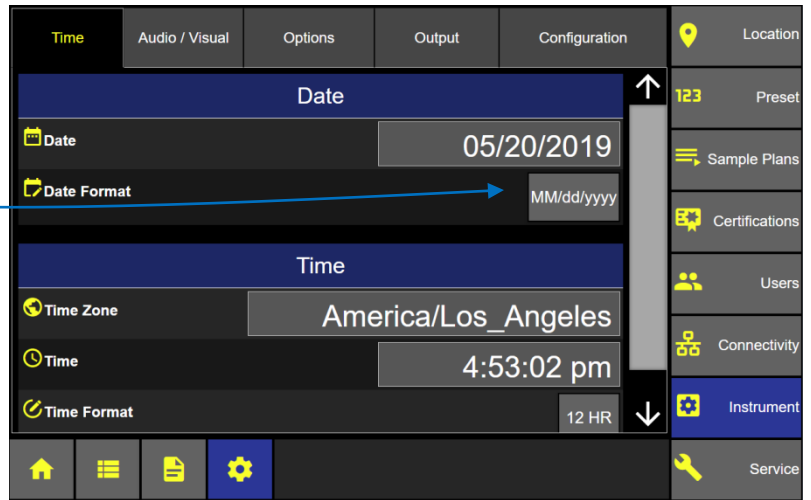 Time
Audio / Visual
Options
Output
Configuration
Date
Date
05/20/2019
Date Format
MM/dd/yyyy
Time
Time Zone
America/Los_Angeles
Time
4:53:02 pm
Time Format
12 HR
Location
123 Preset
Sample Plans
Certifications
Users
Connectivity
Instrument
Service